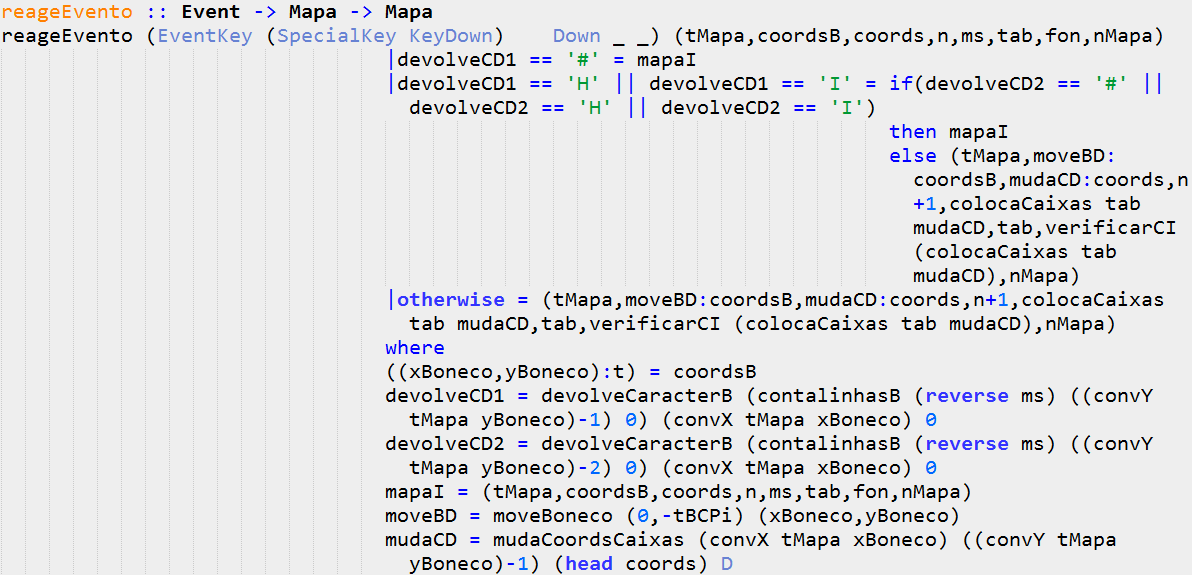 reageEvento :: Event -> Mapa -> Mapa
reageEvento (EventKey (SpecialKey KeyDown)    Down _ _) (tMapa,coordsB,coords,n,ms,tab,fon,nMapa)
|devolveCD1 == '#' = mapaI
|devolveCD1 == 'H' || devolveCD1 == 'I' = if(devolveCD2 == '#' ||
devolveCD2 == 'H' || devolveCD2 == 'I')
then mapaI
else (tMapa,moveBD:
coordsB,mudaCD:coords,n
+1,colocaCaixas tab
mudaCD,tab,verificarCI
(colocaCaixas tab
mudaCD),nMapa)
|otherwise = (tMapa,moveBD:coordsB,mudaCD:coords,n+1,colocaCaixas
tab mudaCD,tab,verificarCI (colocaCaixas tab mudaCD),nMapa)
where
((xBoneco,yBoneco):t) = coordsB
devolveCD1 = devolveCaracterB (contalinhasB (reverse ms) ((convY
tMapa yBoneco)-1) 0) (convX tMapa xBoneco) 0
devolveCD2 = devolveCaracterB (contalinhasB (reverse ms) ((convY
tMapa yBoneco)-2) 0) (convX tMapa xBoneco) 0
mapaI = (tMapa,coordsB,coords,n,ms,tab,fon,nMapa)
moveBD = moveBoneco (0,-tBCPi) (xBoneco,yBoneco)
mudaCD = mudaCoordsCaixas (convX tMapa xBoneco) ((convY tMapa
yBoneco)-1) (head coords) D